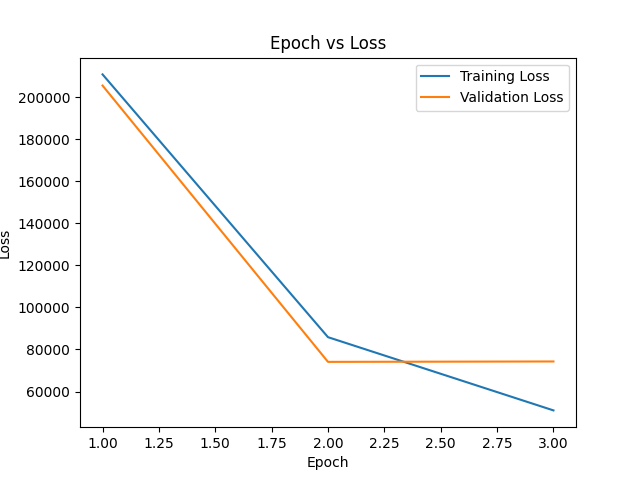 Epoch vs Loss
Training Loss
Validation Loss
200000
180000
160000
140000
120000
100000
80000
60000
Loss
1.00 1.25 1.50 1.75 2.00 2.25 2.50 2.75 3.00
Epoch